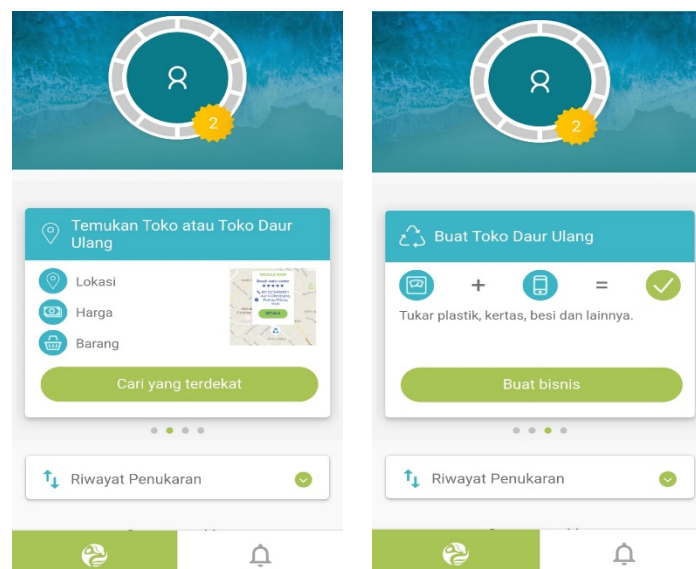 2
Temukan Toko atau Toko Daur
Ulang
Lokasi
Harga
Barang
Cari yang terdekat
Riwayat Penukaran
2
Buat Toko Daur Ulang
+
=
Tukar plastik, kertas, besi dan lainnya.
Buat bisnis
Riwayat Penukaran